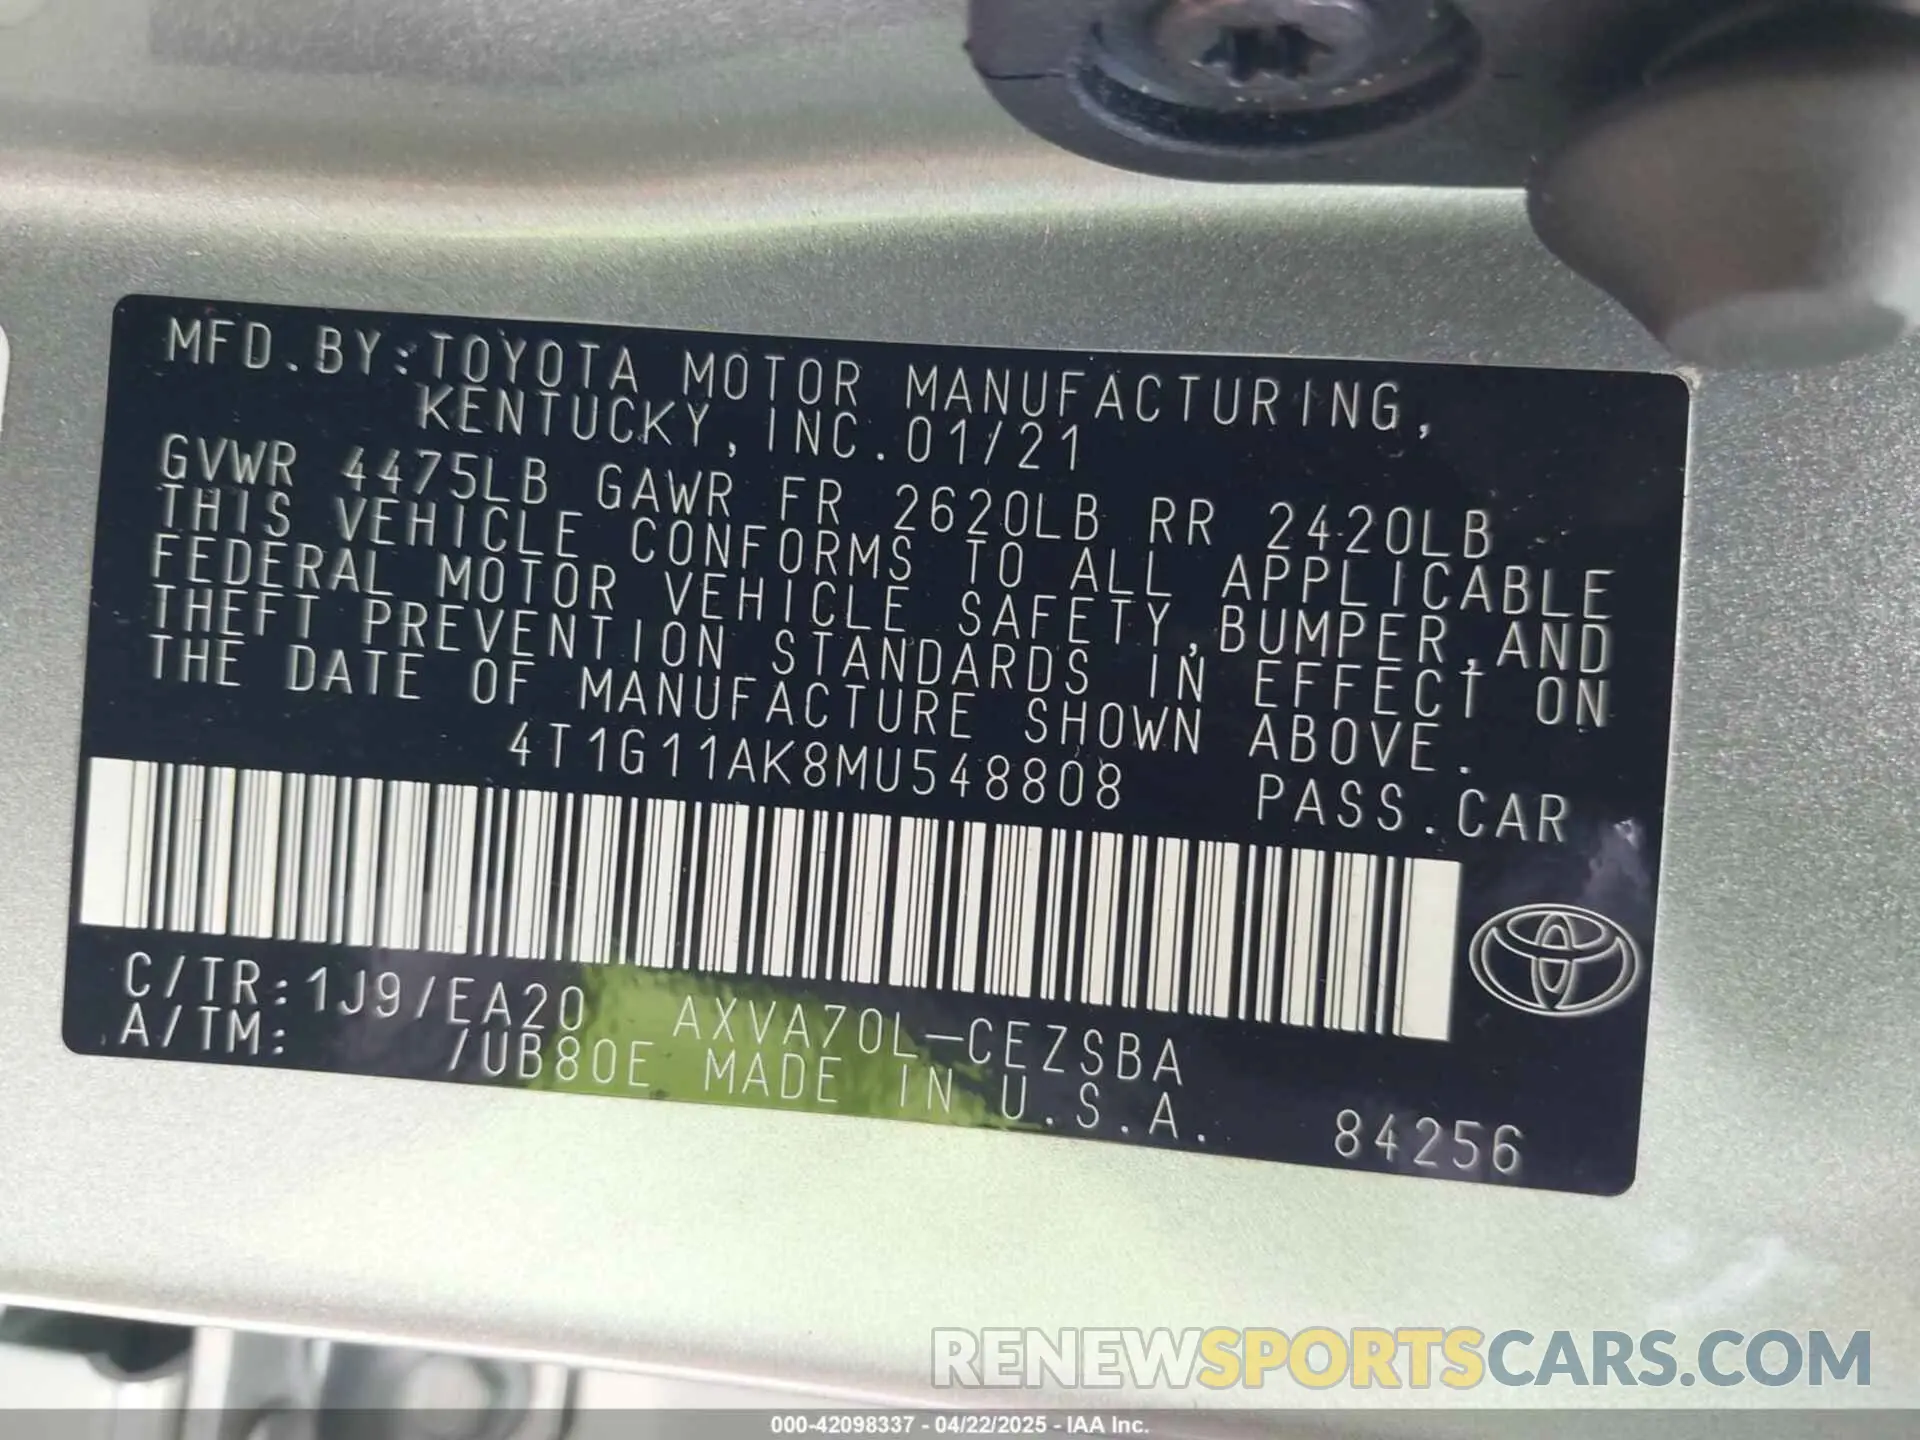 MFD.BY:TOYOTA MOTOR MANUFACTURING,
KENTUCKY, INC.01/21
GVWR 4475LB GAWR FR 2620LB RR 2420LB
THIS VEHICLE CONFORMS TO ALL APPLICABLE
FEDERAL MOTOR VEHICLE SAFETY,BUMPER,AND
THEFT PREVENTION STANDARDS IN EFFECT ON
THE DATE OF MANUFACTURE SHOWN ABOVE.
4T1G11AK8MU548808 PASS.CAR
C/TR:1J9/EA20 AXVA70L-CEZSBA
A/TM: /UB80E MADE IN U.S.A.
84256
RENEWSPORTSCARS.COM
000-42098337 - 04/22/2025 - IAA Inc.